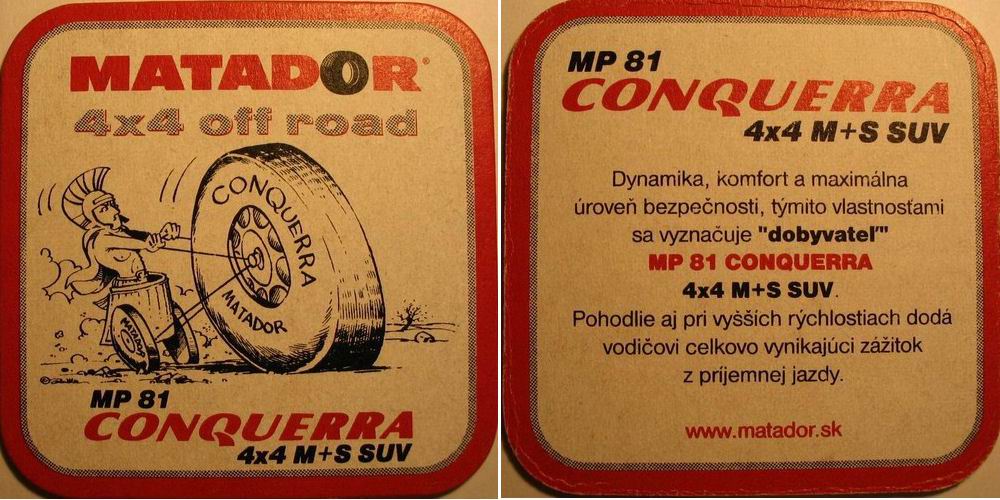 MATADOR®
4x4 off road
CONQUERRA
MATADOR
MATADOR
MP 81
CONQUERRA
4x4 M+S SUV
MP 81
CONQUERRA
4x4 M+S SUV
Dynamika, komfort a maximálna
úroveň bezpečnosti, týmito vlastnosťami
sa vyznačuje "dobyvateľ"
MP 81 CONQUERRA
4x4 M+S SUV.
Pohodlie aj pri vyšších rýchlostiach dodá
vodičovi celkovo vynikajúci zážitok
z príjemnej jazdy.
www.matador.sk